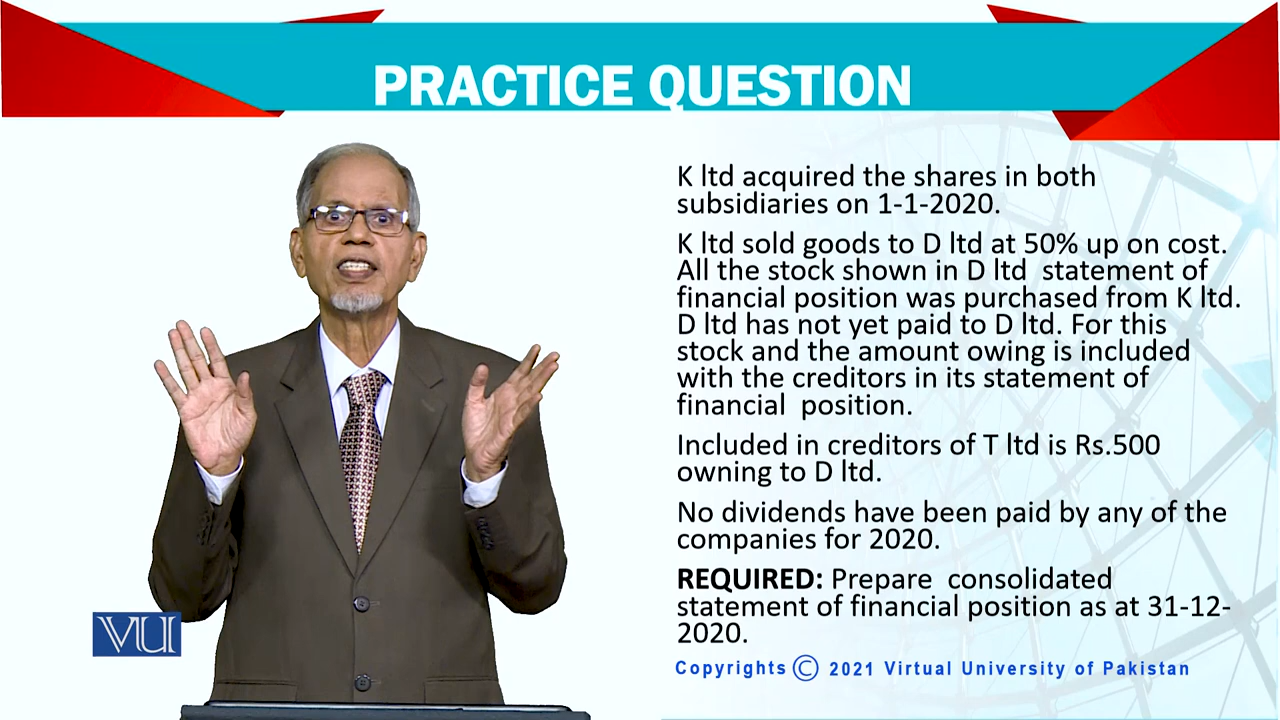 PRACTICE QUESTION
K ltd acquired the shares in both
subsidiaries on 1-1-2020.
K ltd sold goods to D ltd at 50% up on cost.
All the stock shown in D ltd statement of
financial position was purchased from K ltd.
D ltd has not yet paid to D ltd. For this
stock and the amount owing is included
with the creditors in its statement of
financial position.
Included in creditors of T ltd is Rs.500
owning to D ltd.
No dividends have been paid by any of the
companies for 2020.
REQUIRED: Prepare consolidated
statement of financial position as at 31-12-
2020.
VU
Copyrights © 2021 Virtual University of Pakistan